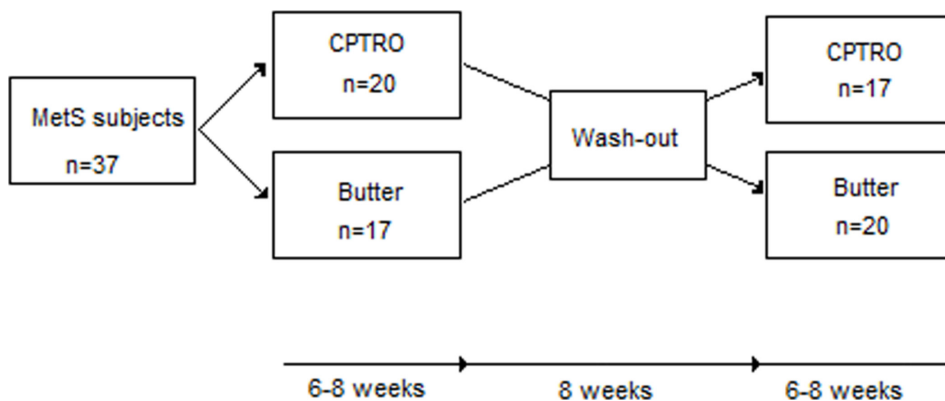 MetS subjects
n=37
CPTRO
n=20
Butter
n=17
Wash-out
CPTRO
n=17
Butter
n=20
6-8 weeks
8 weeks
6-8 weeks